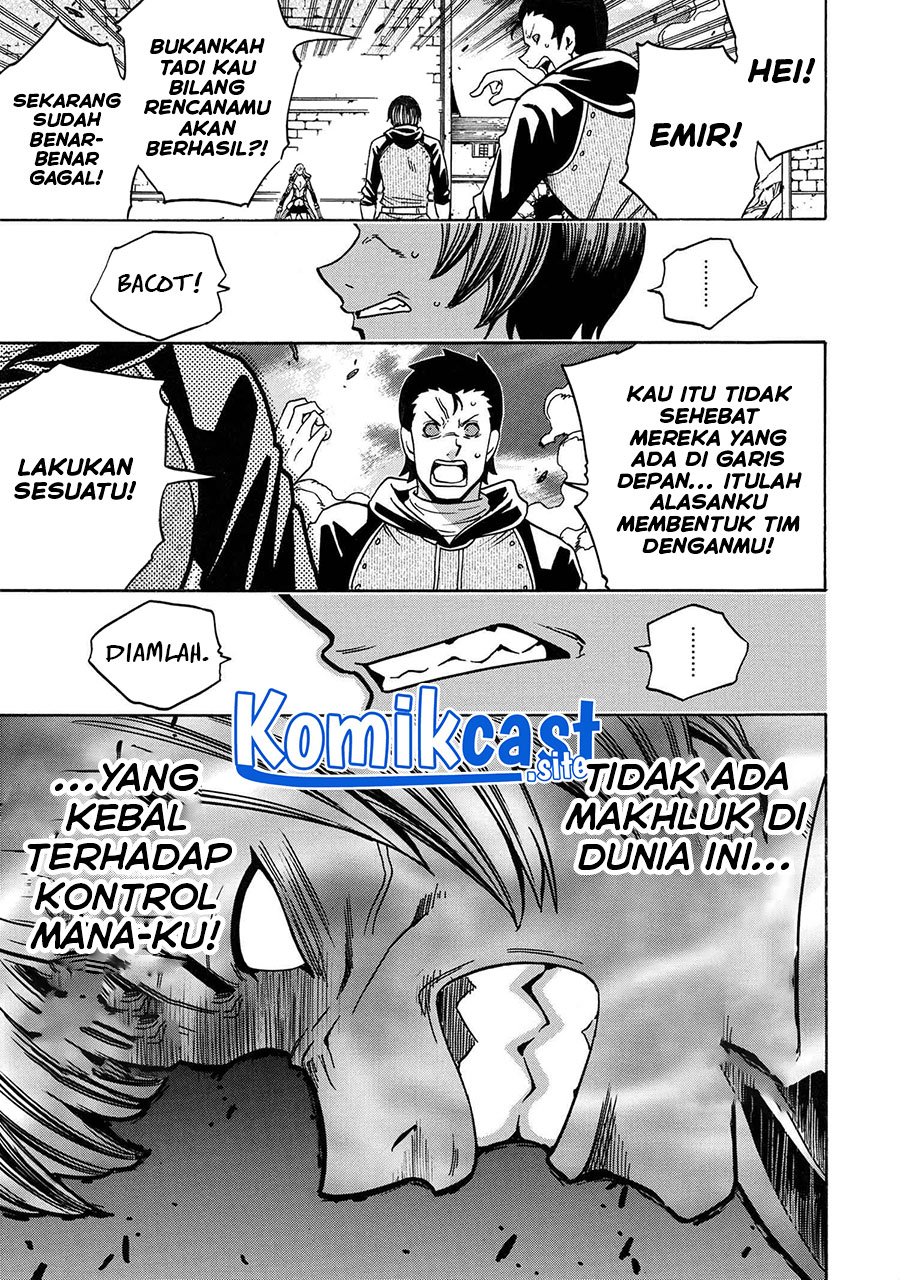 HEI!
EMIR!
BUKANKAH
TADI KAU
BILANG
RENCANAMU
AKAN
BERHASIL?!
SEKARANG
SUDAH
BENAR-
BENAR
GAGAL!
.........
BACOT!
KAU ITU TIDAK
SEHEBAT
MEREKA YANG
ADA DI GARIS
DEPAN... ITULAH
ALASANKU
MEMBENTUK TIM
DENGANMU!
LAKUKAN
SESUATU!
.........
DIAMLAH.
Komikcast
.site
TIDAK ADA
MAKHLUK DI
DUNIA INI...
...YANG
KEBAL
TERHADAP
KONTROL
MANA-KU!